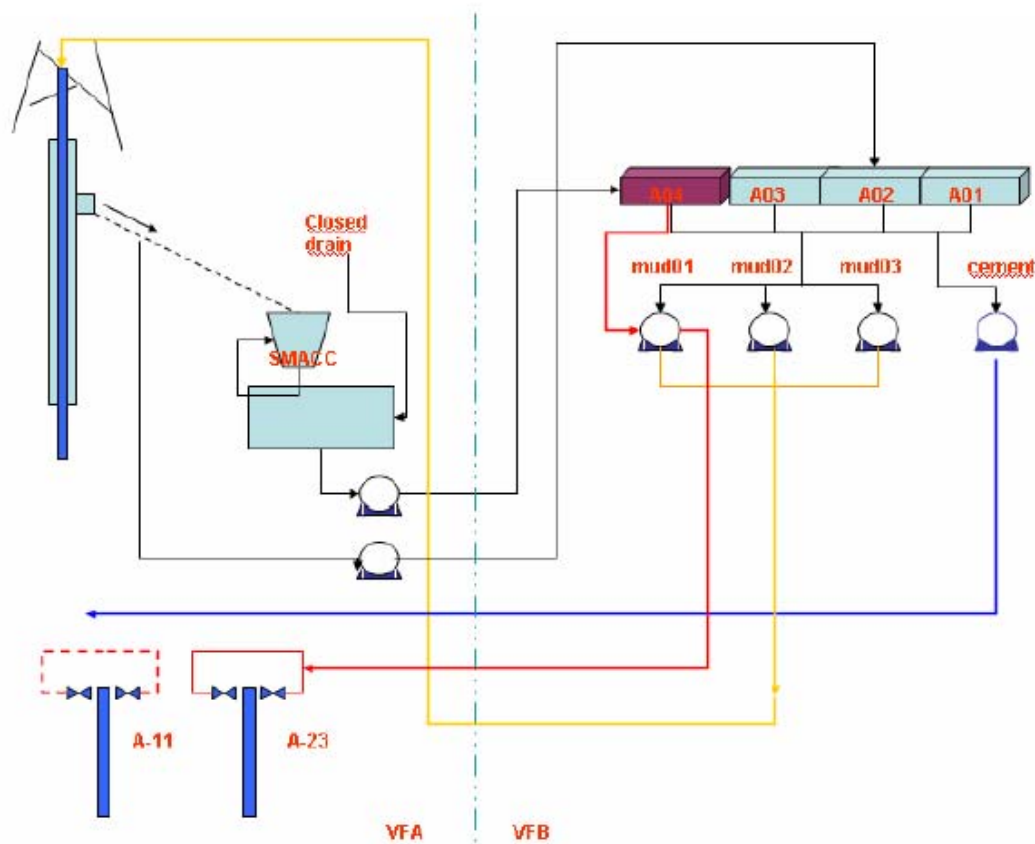 A04
A03
A02
A01
Closed
drain
mud01
mud02
mud03
cement
SMACC
A-11
A-23
VFA
VFB